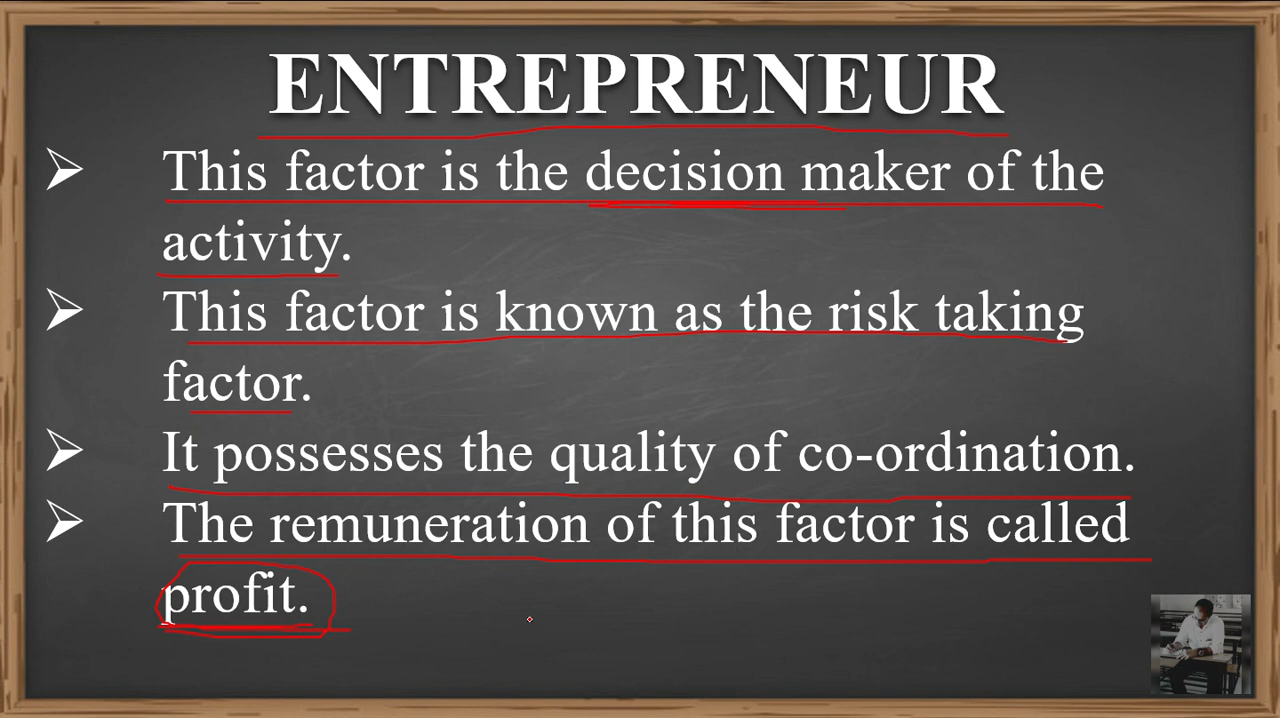 ENTREPRENEUR
➢ This factor is the decision maker of the
activity.
➢ This factor is known as the risk taking
factor.
➢ It possesses the quality of co-ordination.
➢ The remuneration of this factor is called
profit.